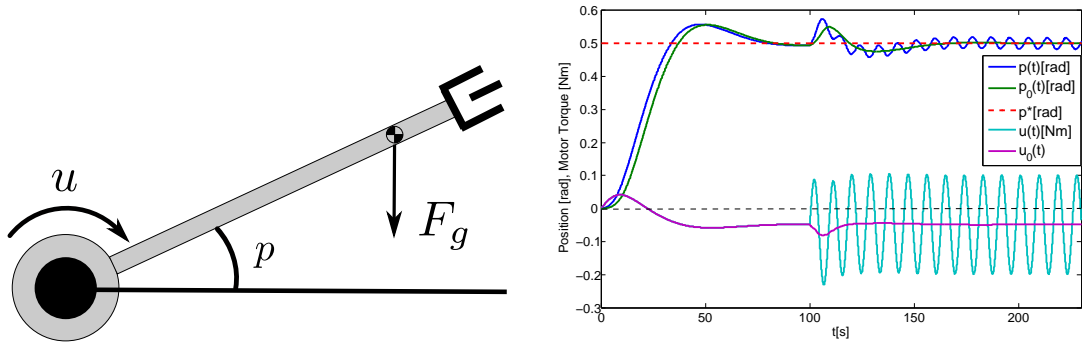 u
F_g
p
Position [rad], Motor Torque [Nm]
0.6
0.5
0.4
0.3
0.2
0.1
0
−0.1
−0.2
−0.3
0
50
100
150
200
t[s]
p(t)[rad]
p_0(t)[rad]
p*[rad]
u(t)[Nm]
u_0(t)